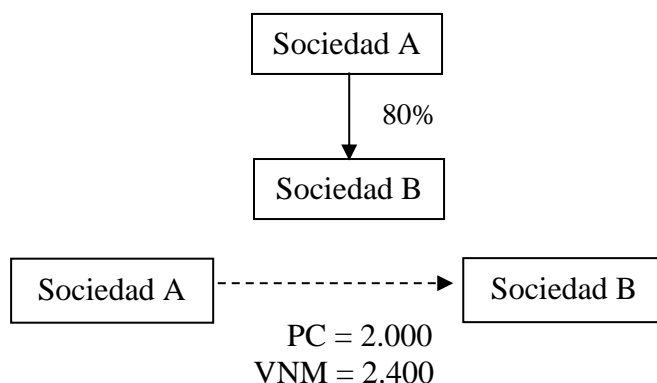 Sociedad A
80%
Sociedad B
Sociedad A
Sociedad B
PC = 2.000
VNM = 2.400